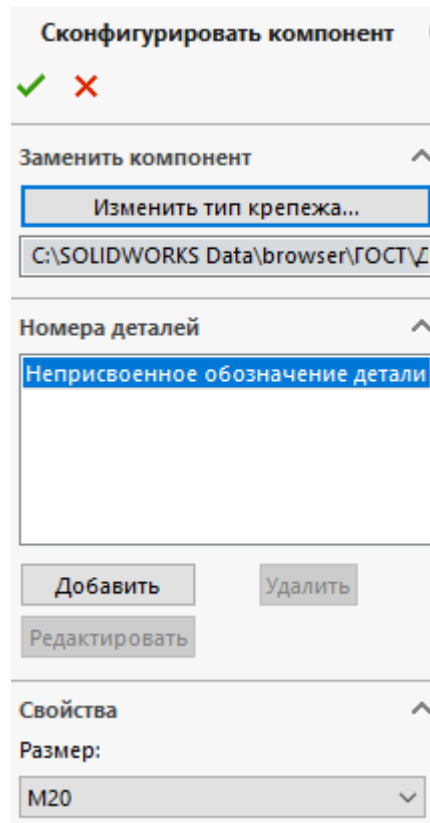 Сконфигурировать компонент
Заменить компонент
Изменить тип крепежа...
C:\SOLIDWORKS Data\browser\ГОСТ\
Номера деталей
Неприсвоенное обозначение детали
Добавить
Удалить
Редактировать
Свойства
Размер:
M20